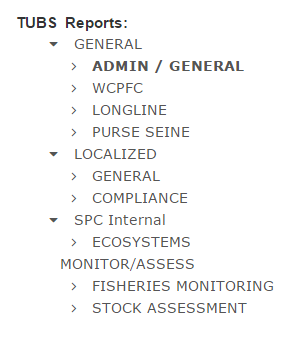 TUBS Reports:
GENERAL
ADMIN / GENERAL
WCPFC
LONGLINE
PURSE SEINE
LOCALIZED
GENERAL
COMPLIANCE
SPC Internal
ECOSYSTEMS
MONITOR/ASSESS
FISHERIES MONITORING
STOCK ASSESSMENT